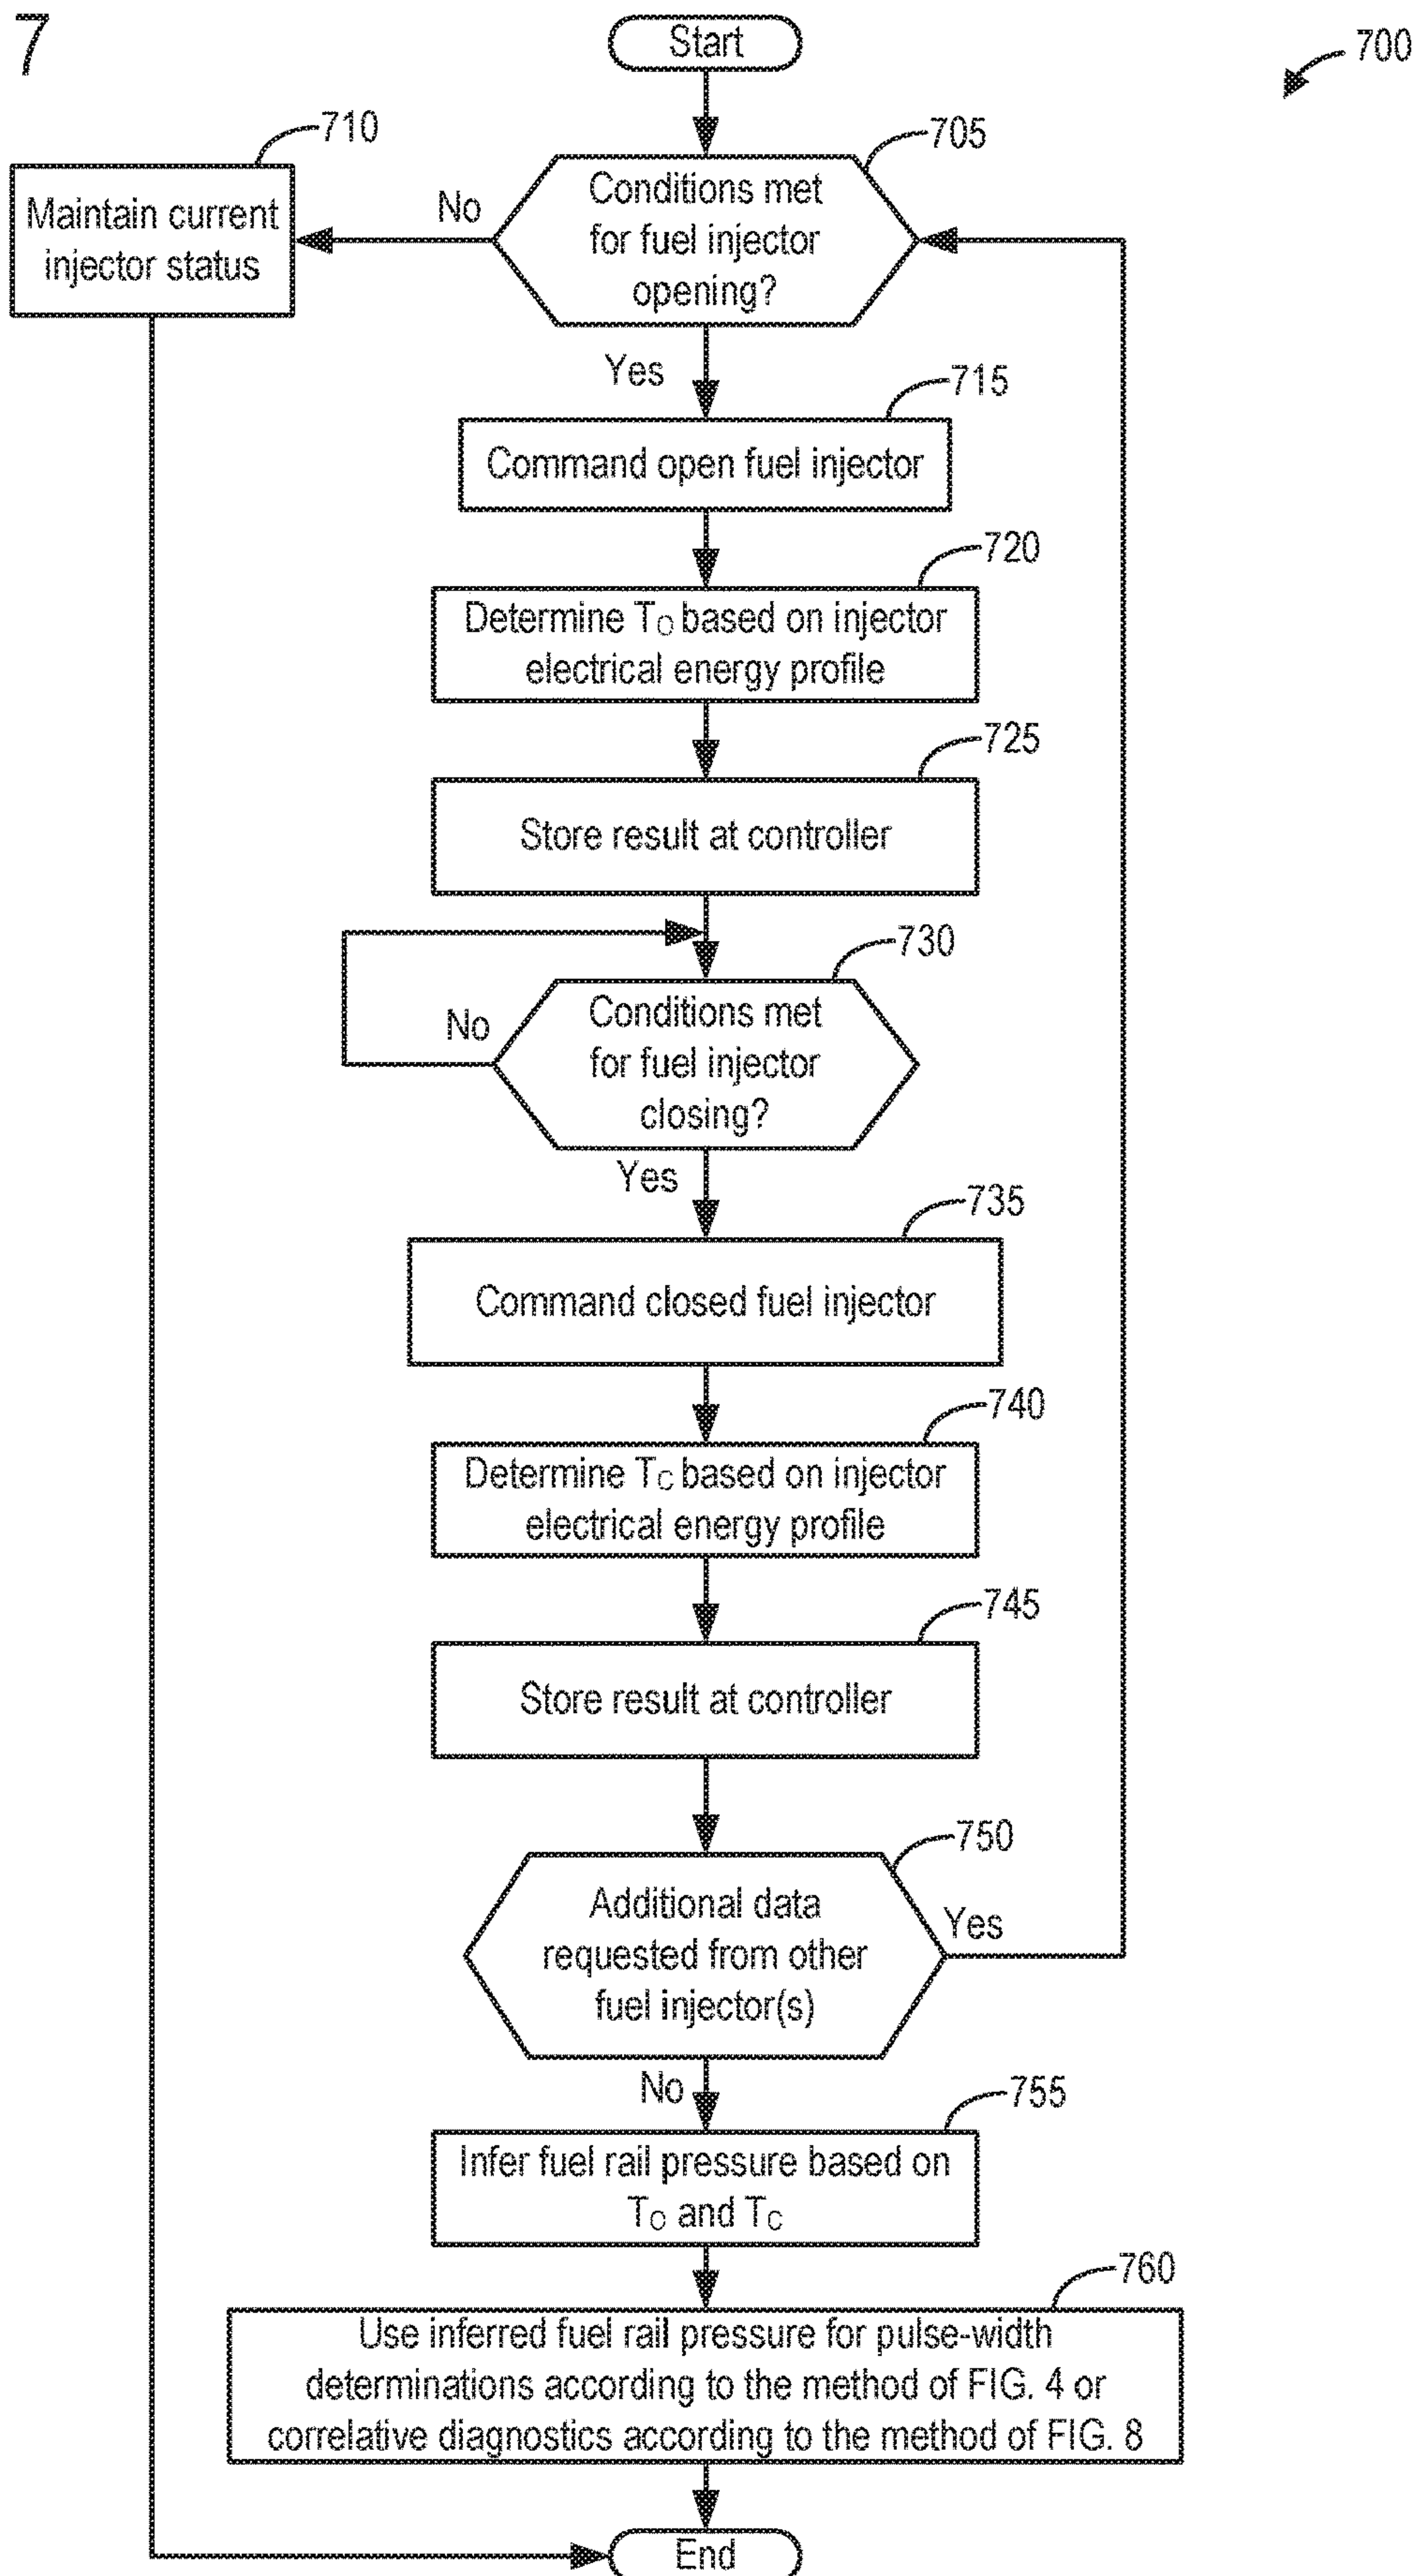 7
Start
700
705
710
Conditions met
for fuel injector
opening?
No
Maintain current
injector status
Yes
715
Command open fuel injector
720
Determine TO based on injector
electrical energy profile
725
Store result at controller
730
Conditions met
for fuel injector
closing?
No
Yes
735
Command closed fuel injector
740
Determine TC based on injector
electrical energy profile
745
Store result at controller
750
Additional data
requested from other
fuel injector(s)
Yes
No
755
Infer fuel rail pressure based on
TO and TC
760
Use inferred fuel rail pressure for pulse-width
determinations according to the method of FIG. 4 or
correlative diagnostics according to the method of FIG. 8
End